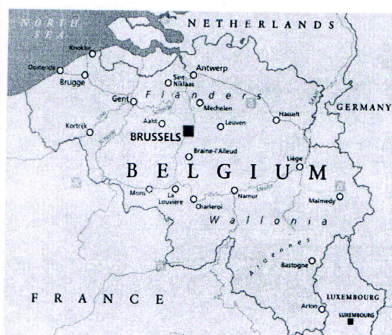 NORTH
SEA
NETHERLANDS
Knokke
Oostende
Brugge
Antwerp
Sint-
Niklaas
Flanders
Gent
Mechelen
GERMANY
Hasselt
Aalst
Leuven
Kortrijk
BRUSSELS
Braine-l'Alleud
Liège
BELGIUM
Mons
La
Louvière
Charleroi
Namur
Malmedy
Wallonia
Ardennes
Bastogne
FRANCE
LUXEMBOURG
Arlon
LUXEMBOURG